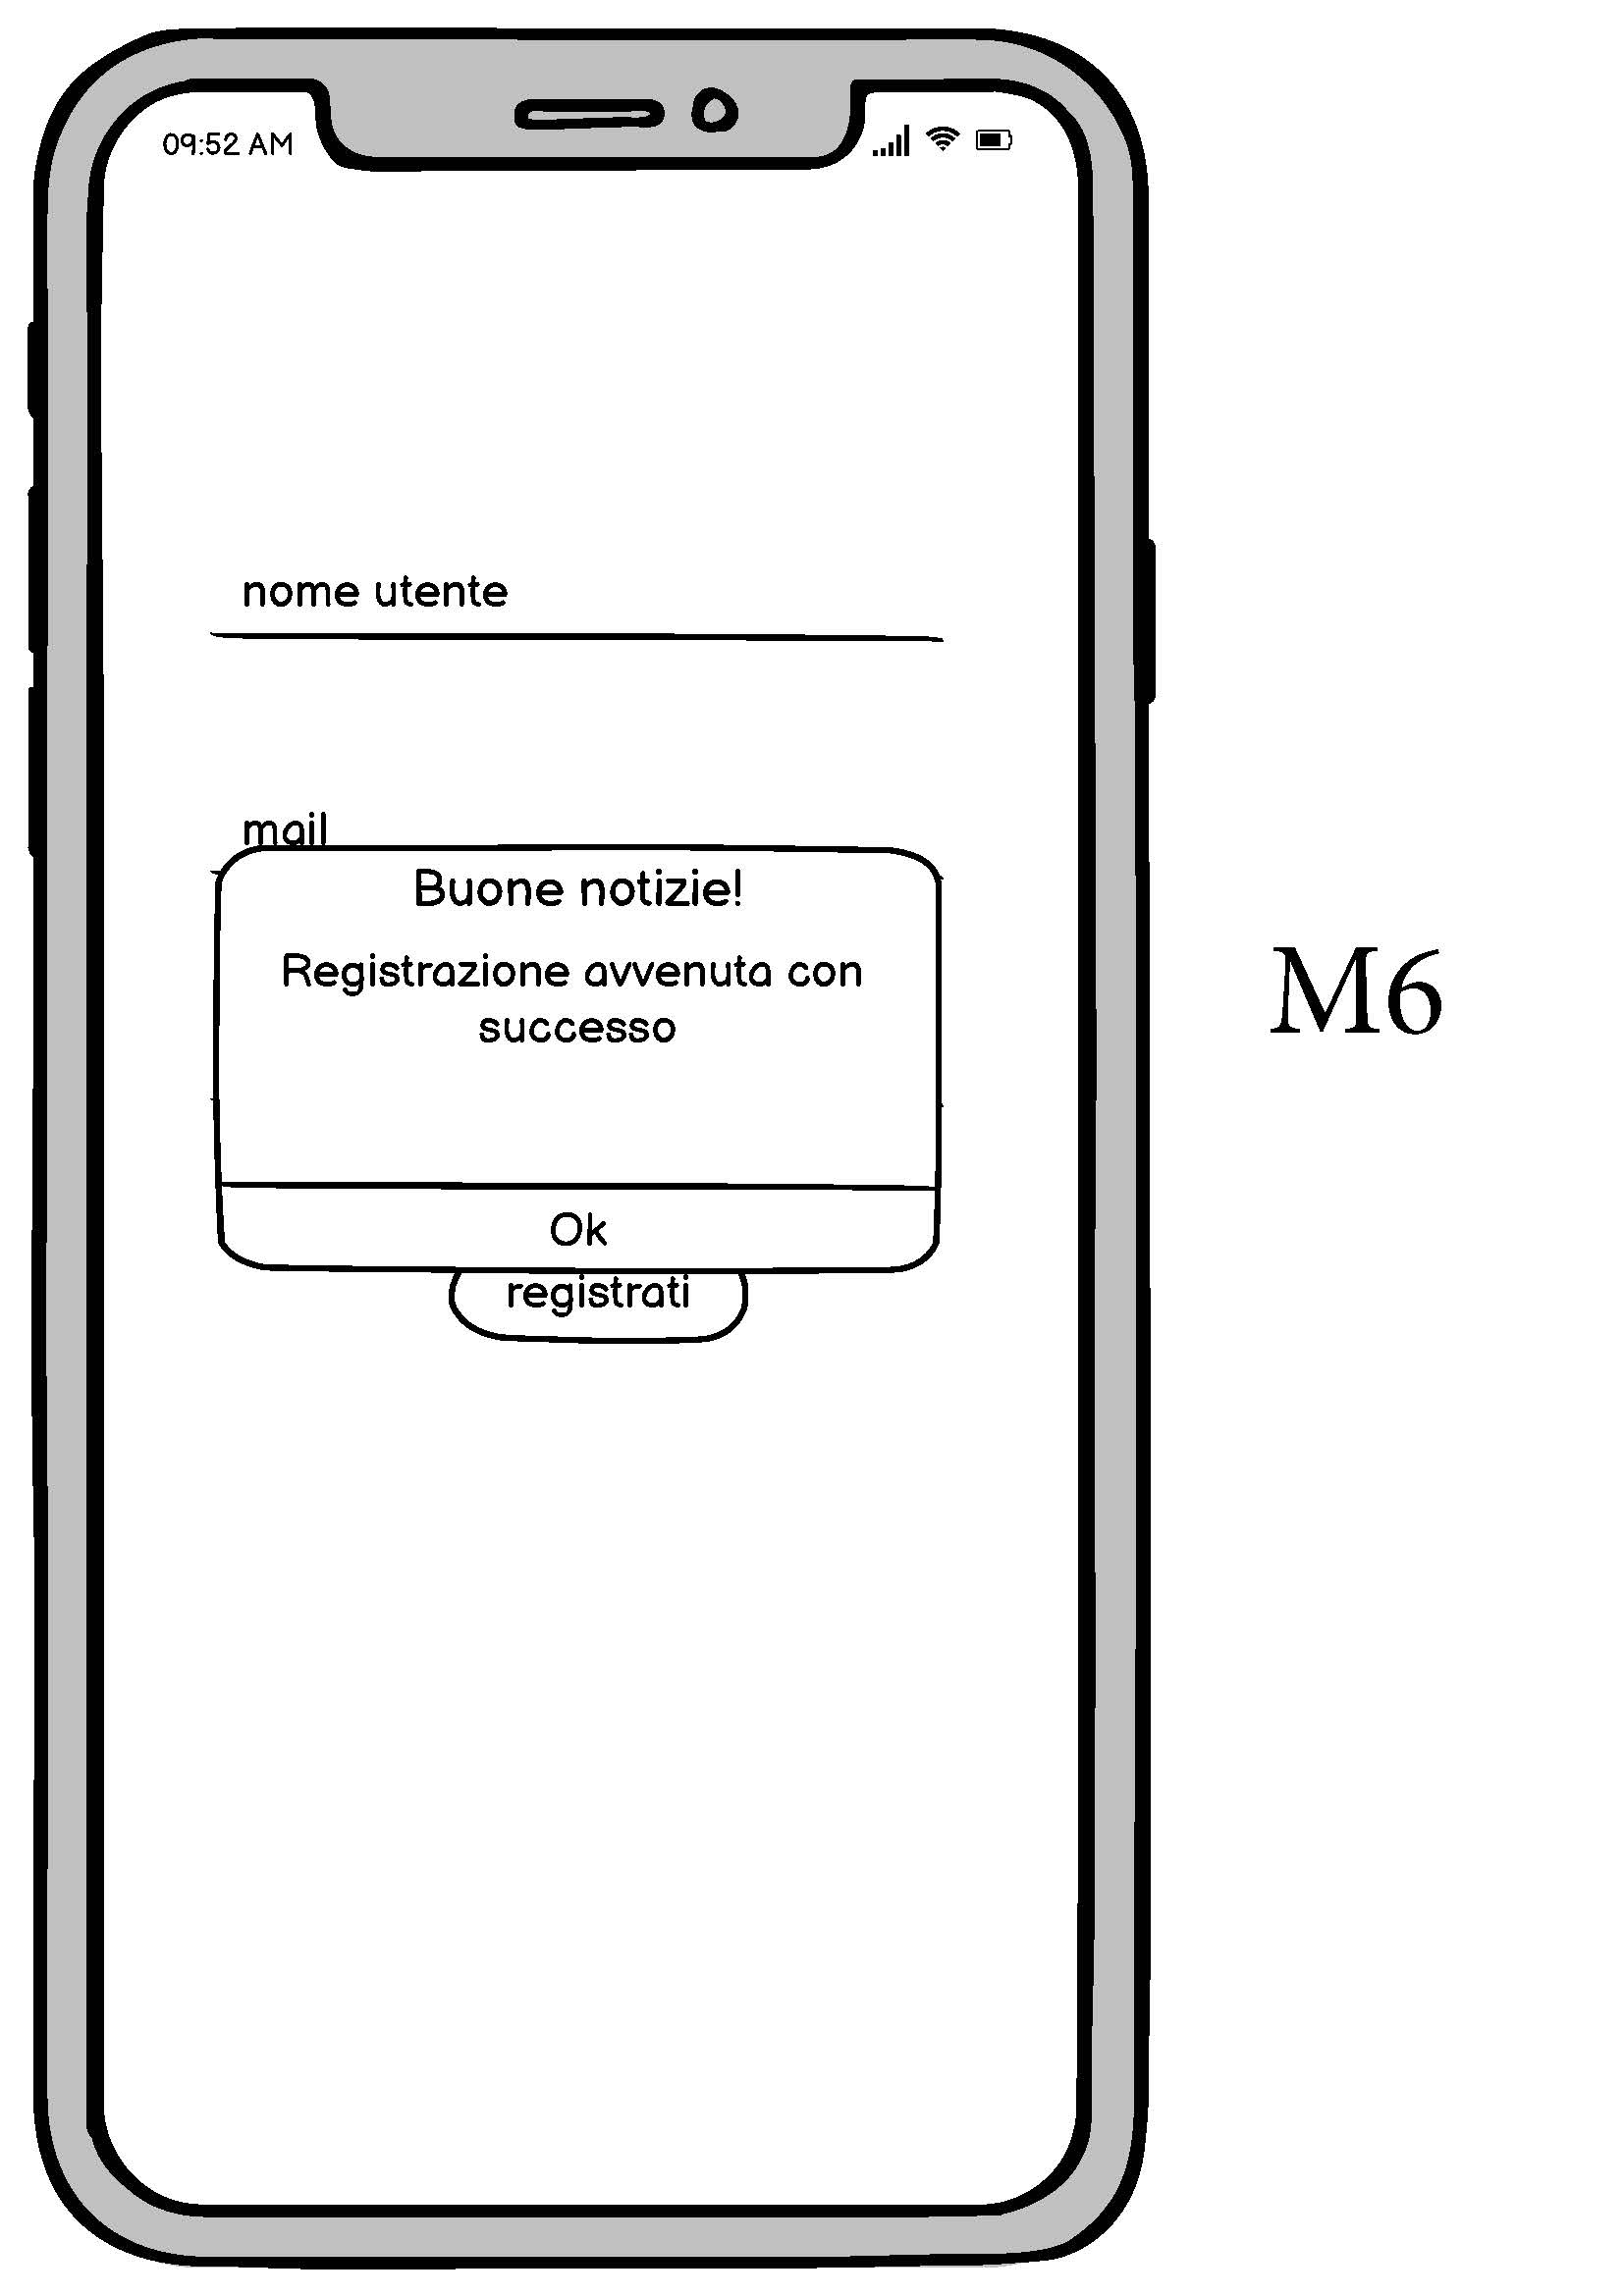 09:52 AM
nome utente
mail
Buone notizie!
Registrazione avvenuta con
successo
Ok
registrati
M6